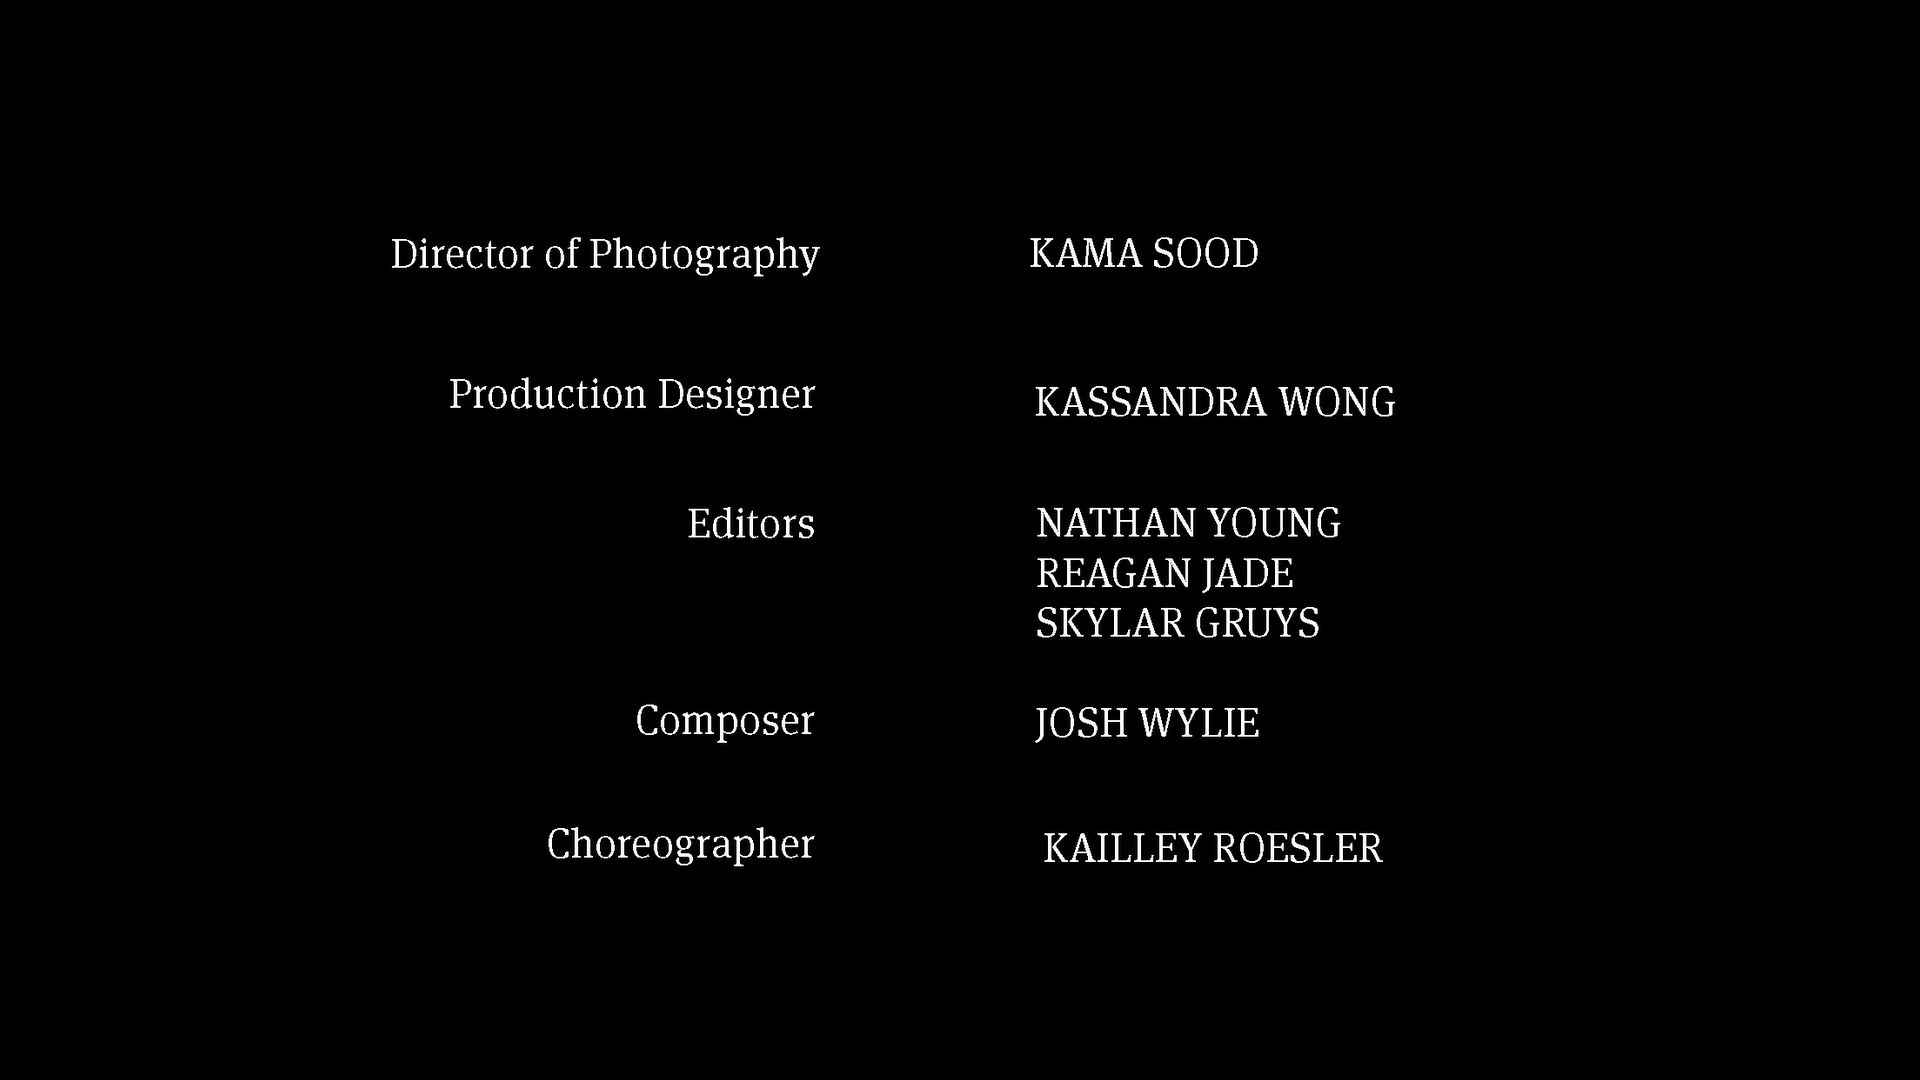 Director of Photography KAMA SOOD
Production Designer KASSANDRA WONG
Editors NATHAN YOUNG
REAGAN JADE
SKYLAR GRUYS
Composer JOSH WYLIE
Choreographer KAILLEY ROESLER